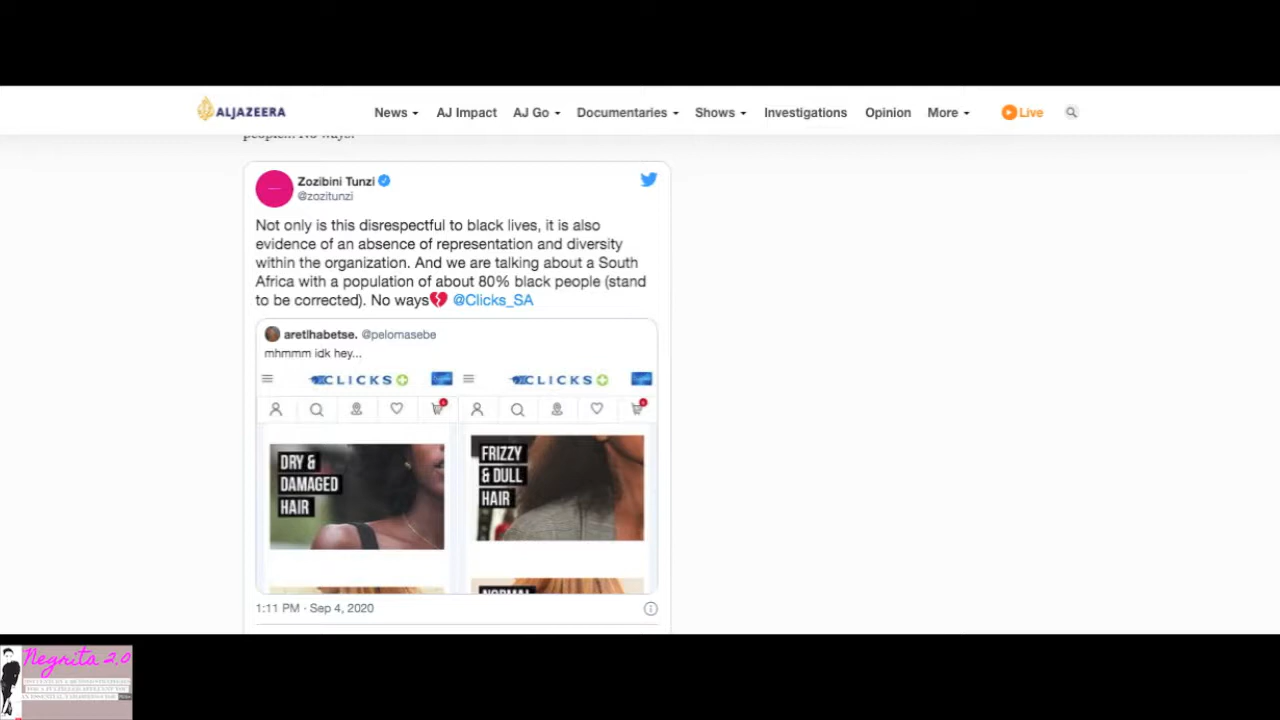 ALJAZEERA
News
AJ Impact
AJ Go
Documentaries
Shows
Investigations
Opinion
More
Live
people... No ways.
Zozibini Tunzi
@zozitunzi
Not only is this disrespectful to black lives, it is also
evidence of an absence of representation and diversity
within the organization. And we are talking about a South
Africa with a population of about 80% black people (stand
to be corrected). No ways💔 @Clicks_SA
aretlhabetse. @pelomasebe
mhmmm idk hey...
CLICKS
CLICKS
DRY &
DAMAGED
HAIR
FRIZZY
& DULL
HAIR
NORMAL
1:11 PM · Sep 4, 2020
Negrita 2.0